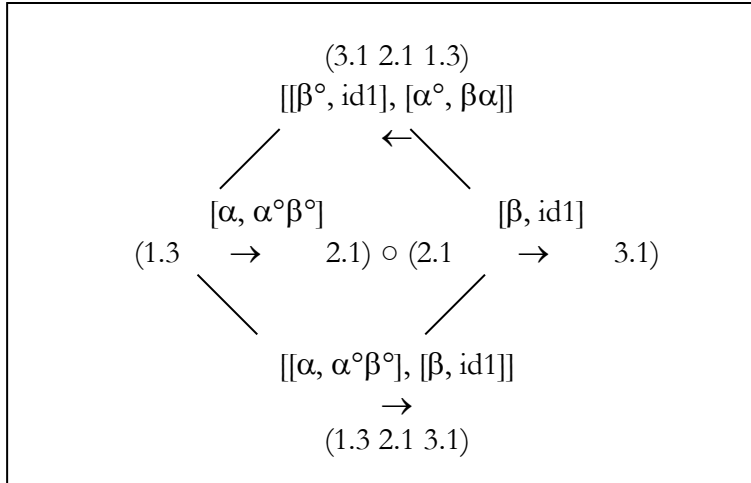 (3.1 2.1 1.3)
[[β°, id1], [α°, βα]]
←
[α, α°β°] [β, id1]
(1.3 → 2.1) ○ (2.1 → 3.1)
[[α, α°β°], [β, id1]]
→
(1.3 2.1 3.1)